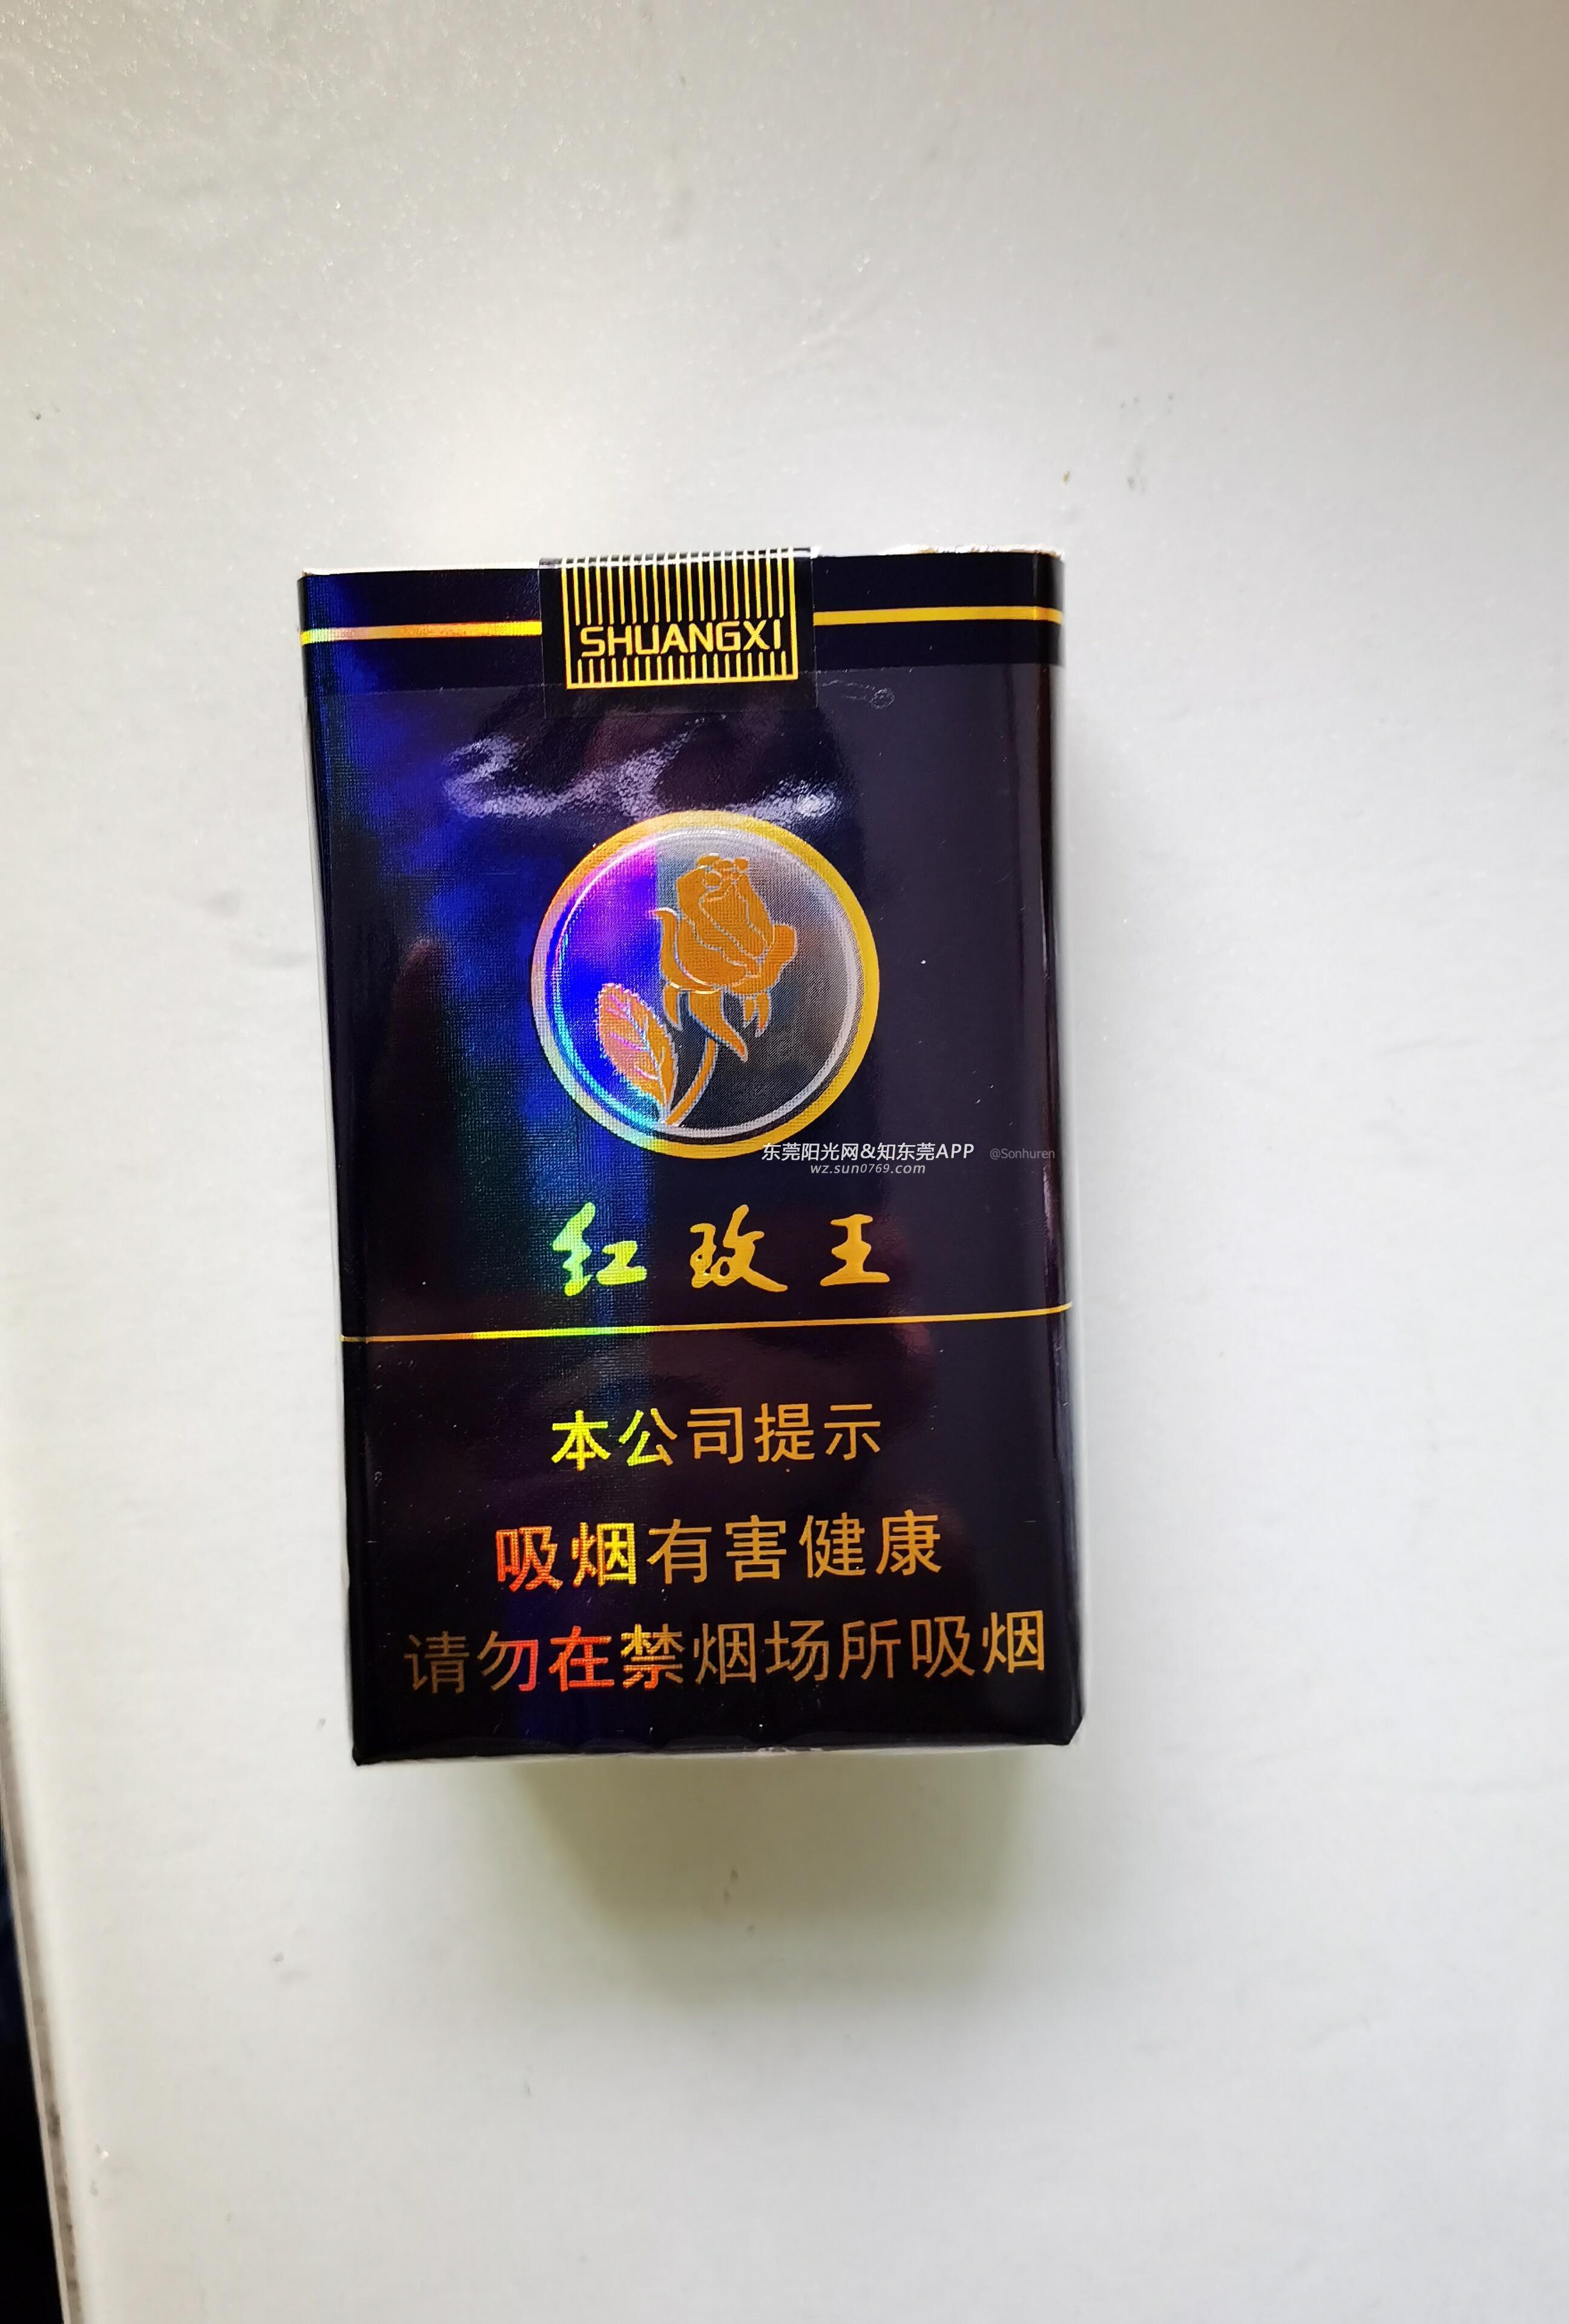 SHUANGXI
东莞阳光网&知东莞APP @Sonhuren
wz.sun0769.com
红玫王
本公司提示
吸烟有害健康
请勿在禁烟场所吸烟